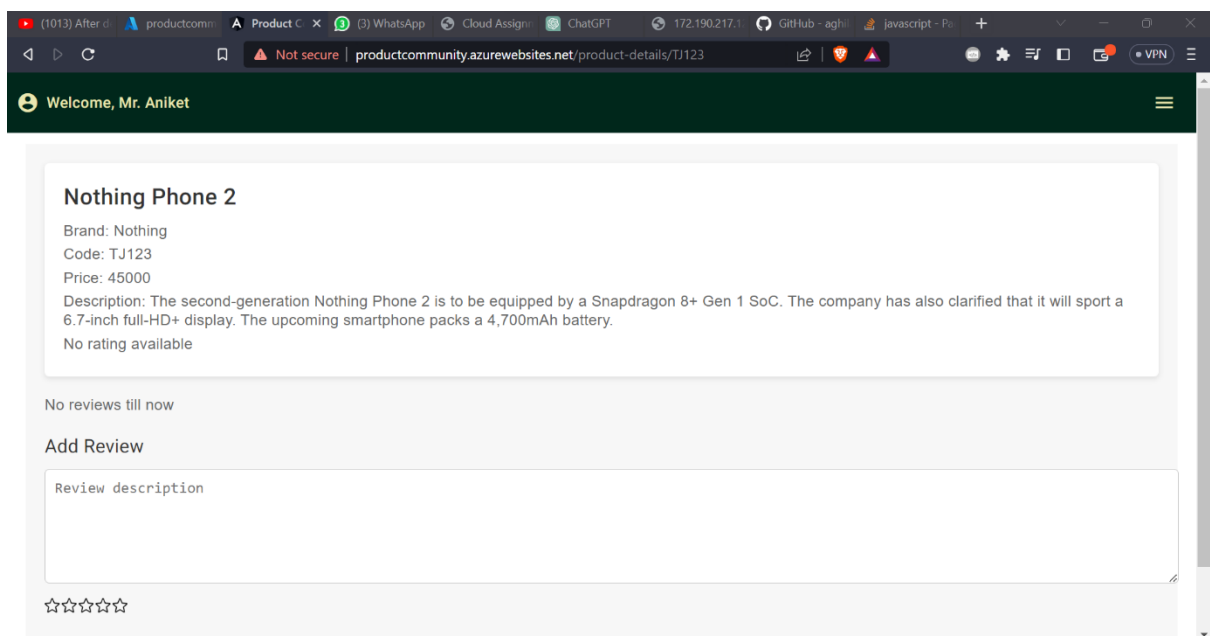 (1013) After d
productcomm
Product C
(3) WhatsApp
Cloud Assignm
ChatGPT
172.190.217.1
GitHub - aghil
javascript - Pa
Not secure | productcommunity.azurewebsites.net/product-details/TJ123
VPN
Welcome, Mr. Aniket
Nothing Phone 2
Brand: Nothing
Code: TJ123
Price: 45000
Description: The second-generation Nothing Phone 2 is to be equipped by a Snapdragon 8+ Gen 1 SoC. The company has also clarified that it will sport a
6.7-inch full-HD+ display. The upcoming smartphone packs a 4,700mAh battery.
No rating available
No reviews till now
Add Review
Review description